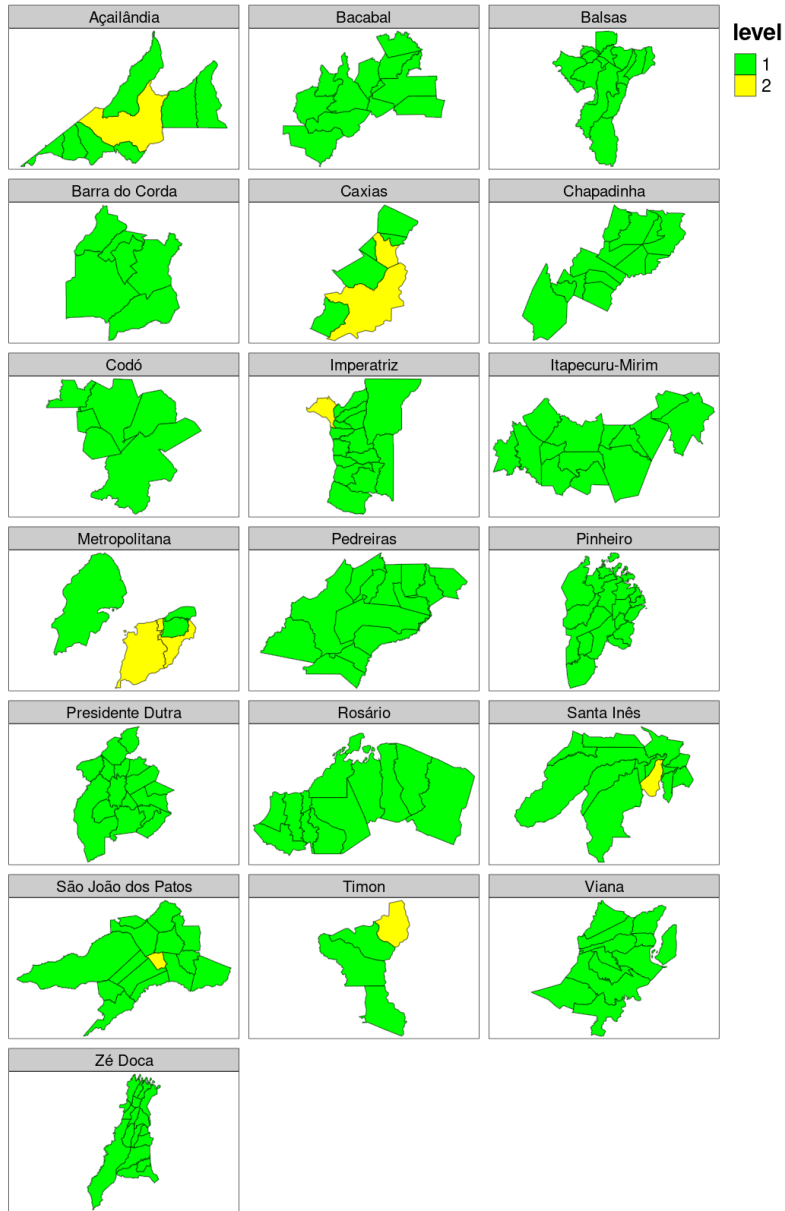 Açailândia
Bacabal
Balsas
level
1
2
Barra do Corda
Caxias
Chapadinha
Codó
Imperatriz
Itapecuru-Mirim
Metropolitana
Pedreiras
Pinheiro
Presidente Dutra
Rosário
Santa Inês
São João dos Patos
Timon
Viana
Zé Doca